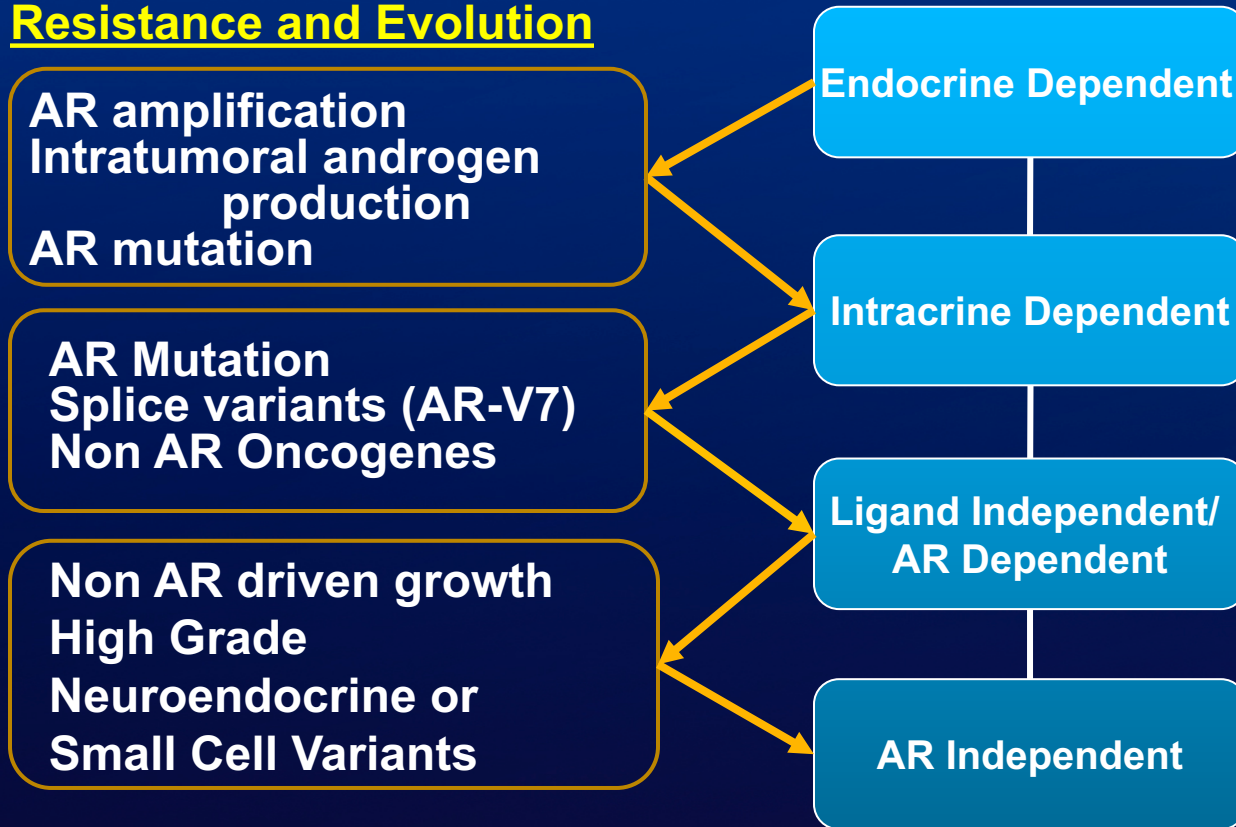 Resistance and Evolution
AR amplification
Intratumoral androgen
production
AR mutation
AR Mutation
Splice variants (AR-V7)
Non AR Oncogenes
Non AR driven growth
High Grade
Neuroendocrine or
Small Cell Variants
Endocrine Dependent
Intracrine Dependent
Ligand Independent/
AR Dependent
AR Independent